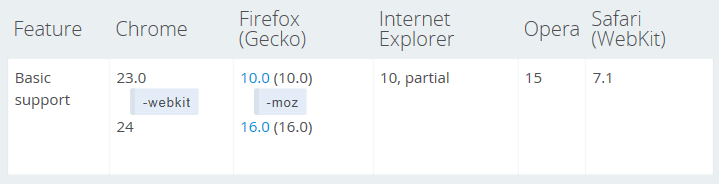 Feature Chrome Firefox (Gecko) Internet Explorer Opera Safari (WebKit)
Basic support 23.0 10.0 (10.0) 10, partial 15 7.1
-webkit -moz
24 16.0 (16.0)